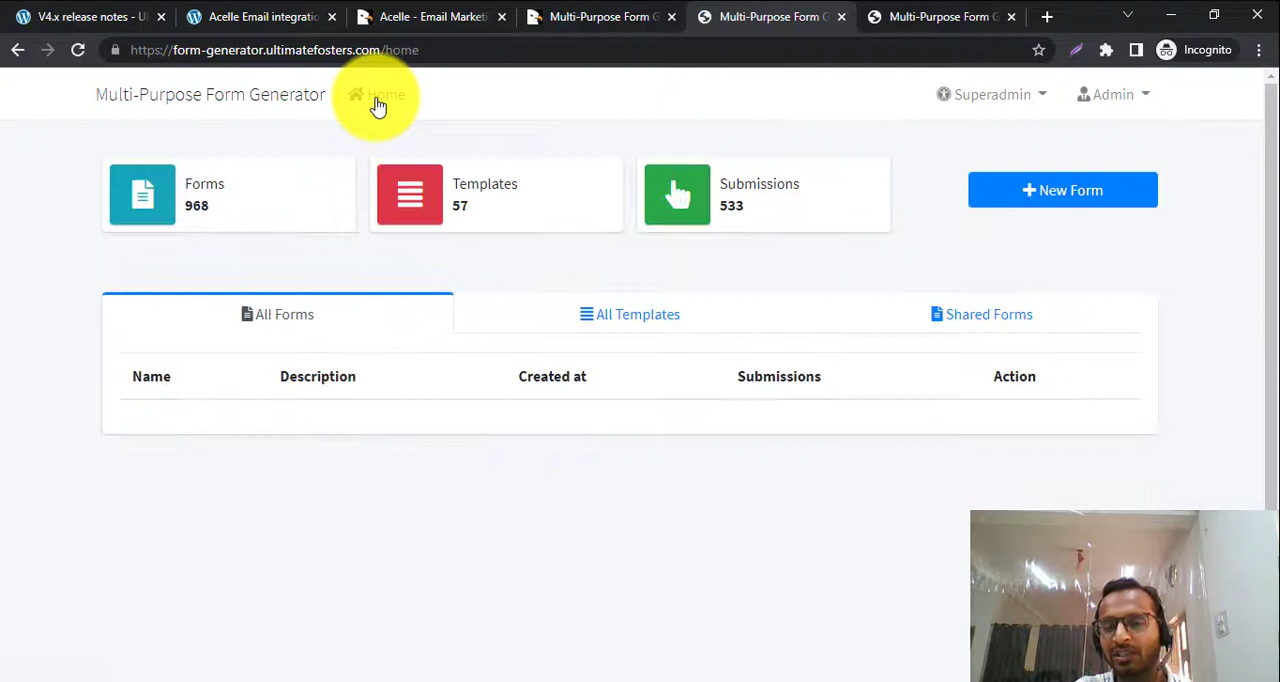 V4.x release notes - Ul
Acelle Email integratio
Acelle - Email Marketi
Multi-Purpose Form G
Multi-Purpose Form G
Multi-Purpose Form G
https://form-generator.ultimatefosters.com/home
Incognito
Multi-Purpose Form Generator
Home
Superadmin
Admin
Forms
968
Templates
57
Submissions
533
New Form
All Forms
All Templates
Shared Forms
Name
Description
Created at
Submissions
Action